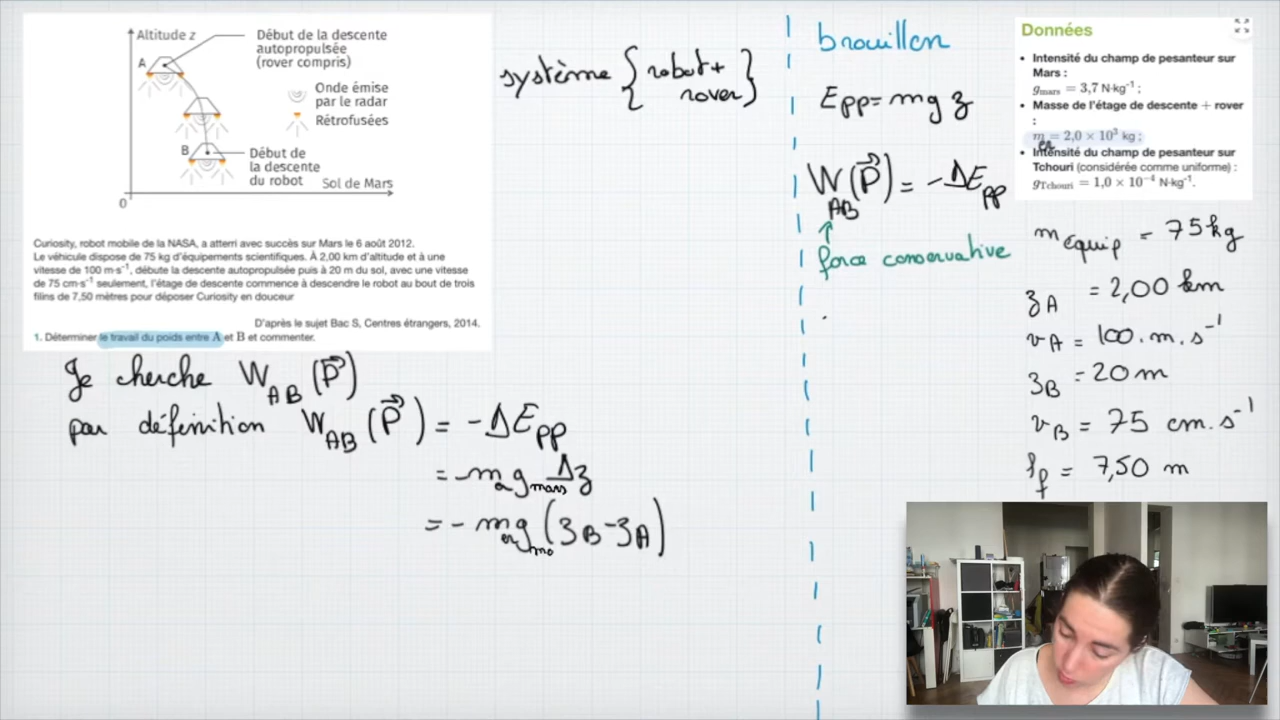 Altitude z
Début de la descente
autopropulsée
(rover compris)
A
Onde émise
par le radar
Rétrofusées
B
Début de
la descente
du robot
Sol de Mars
0
Curiosity, robot mobile de la NASA, a atterri avec succès sur Mars le 6 août 2012.
Le véhicule dispose de 75 kg d'équipements scientifiques. À 2,00 km d'altitude et à une
vitesse de 100 m·s⁻¹, débute la descente autopropulsée puis à 20 m du sol, avec une vitesse
de 75 cm·s⁻¹ seulement, l'étage de descente commence à descendre le robot au bout de trois
filins de 7,50 mètres pour déposer Curiosity en douceur
D'après le sujet Bac S, Centres étrangers, 2014.
1. Déterminer le travail du poids entre A et B et commenter.
système { robot +
rover }
Je cherche W_AB (P⃗)
par définition W_AB (P⃗) = -ΔEpp
= -m g_mars Δz
= - m g (zB - zA)
brouillon
Epp = m g z
W_AB (P⃗) = -ΔEpp
↑
force conservative
Données
• Intensité du champ de pesanteur sur
Mars :
g_mars = 3,7 N·kg⁻¹ ;
• Masse de l'étage de descente + rover
:
m = 2,0 × 10³ kg ;
• Intensité du champ de pesanteur sur
Tchouri (considérée comme uniforme) :
g_Tchouri = 1,0 × 10⁻⁴ N·kg⁻¹.
m_équip = 75 kg
zA = 2,00 km
vA = 100. m. s⁻¹
zB = 20 m
vB = 75 cm. s⁻¹
lf = 7,50 m